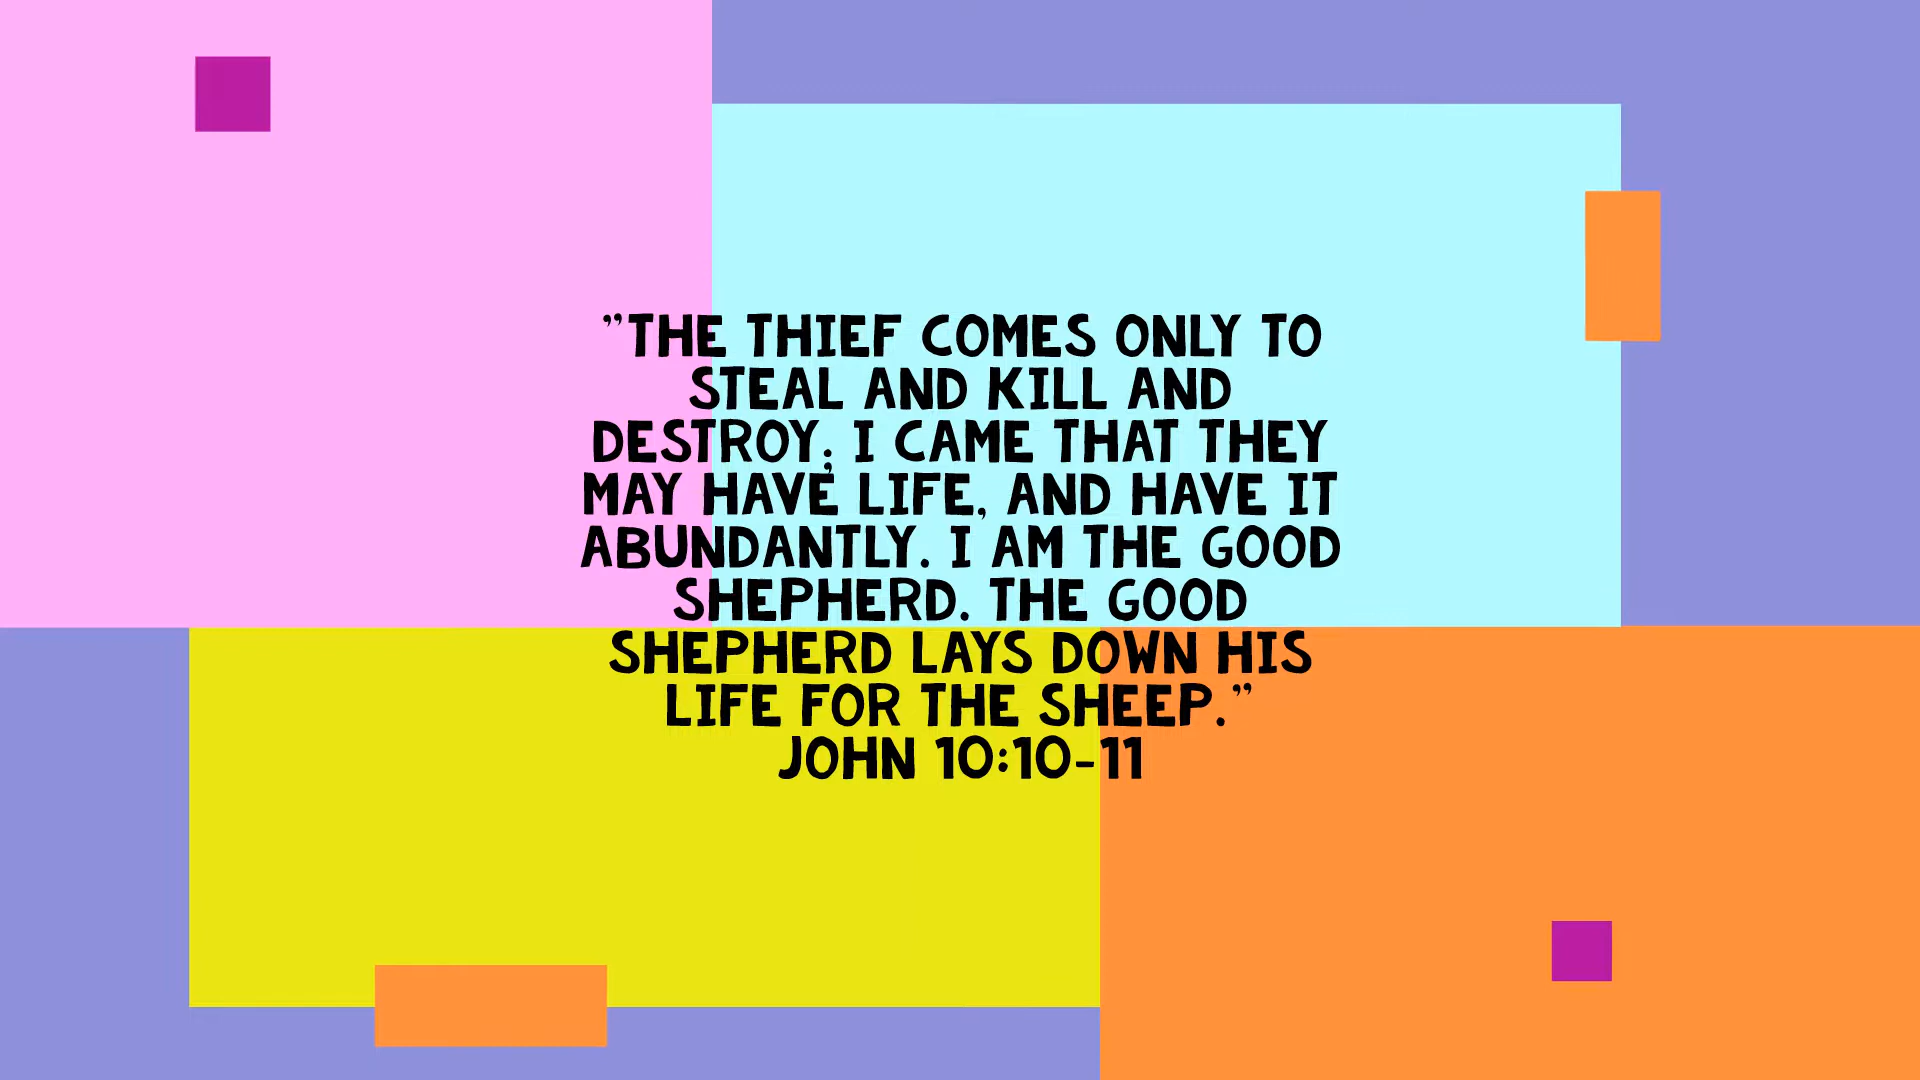 "THE THIEF COMES ONLY TO
STEAL AND KILL AND
DESTROY; I CAME THAT THEY
MAY HAVE LIFE, AND HAVE IT
ABUNDANTLY. I AM THE GOOD
SHEPHERD. THE GOOD
SHEPHERD LAYS DOWN HIS
LIFE FOR THE SHEEP."
JOHN 10:10-11